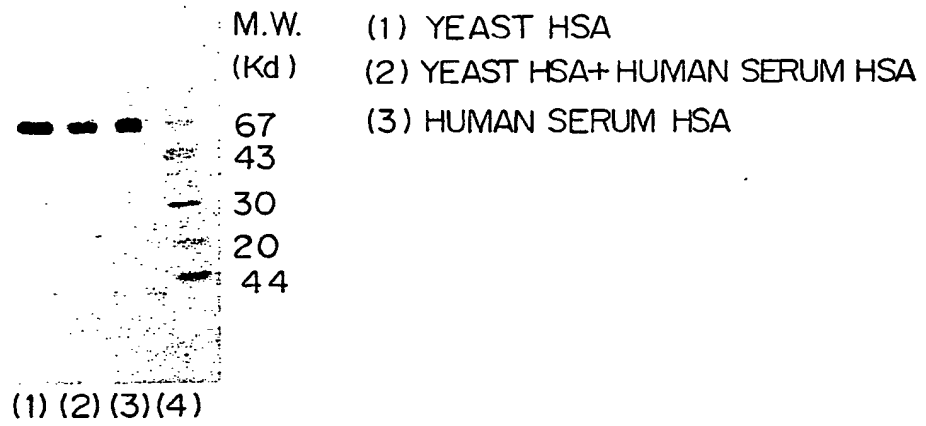 M.W. (1) YEAST HSA
(Kd) (2) YEAST HSA+HUMAN SERUM HSA
67 (3) HUMAN SERUM HSA
43
30
20
44
(1) (2) (3) (4)